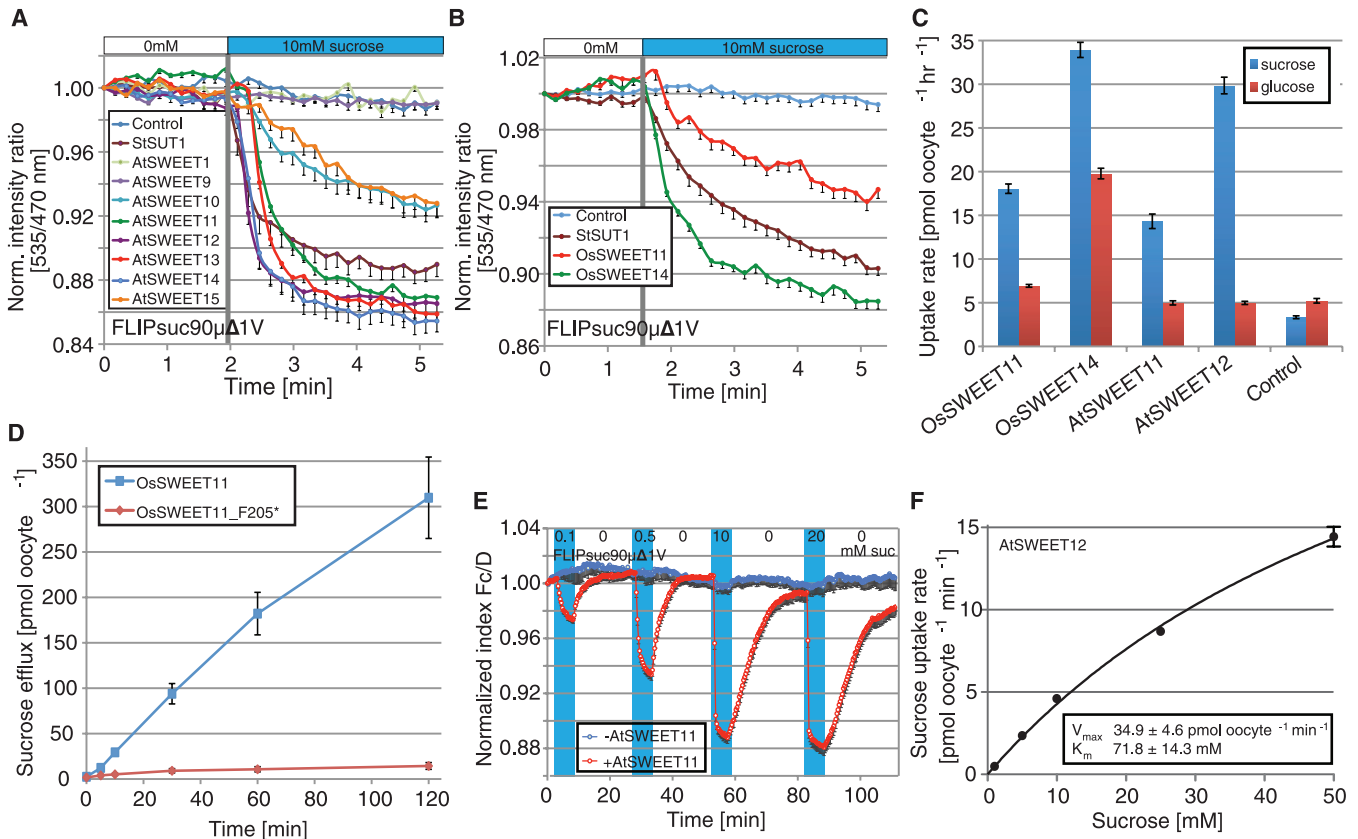 A
0mM
10mM sucrose
1.00
0.96
0.92
0.88
0.84
Norm. intensity ratio
[535/470 nm]
Control
StSUT1
AtSWEET1
AtSWEET9
AtSWEET10
AtSWEET11
AtSWEET12
AtSWEET13
AtSWEET14
AtSWEET15
FLIPsuc90µΔ1V
0 1 2 3 4 5
Time [min]
B
0mM
10mM sucrose
1.02
1.00
0.98
0.96
0.94
0.92
0.90
0.88
0.86
Norm. intensity ratio
[535/470 nm]
Control
StSUT1
OsSWEET11
OsSWEET14
FLIPsuc90µΔ1V
0 1 2 3 4 5
Time [min]
C
Uptake rate [pmol oocyte -1hr -1]
35
30
25
20
15
10
5
0
sucrose
glucose
OsSWEET11
OsSWEET14
AtSWEET11
AtSWEET12
Control
D
Sucrose efflux [pmol oocyte -1]
350
300
250
200
150
100
50
0
OsSWEET11
OsSWEET11_F205*
0 20 40 60 80 100 120
Time [min]
E
Normalized index Fc/D
1.04
1.00
0.96
0.92
0.88
0.1 0 0.5 0 10 0 20 0
mM suc
FLIPsuc90µΔ1V
-AtSWEET11
+AtSWEET11
0 20 40 60 80 100
Time [min]
F
Sucrose uptake rate
[pmol oocyte -1 min -1]
15
10
5
0
AtSWEET12
Vmax 34.9 ± 4.6 pmol oocyte -1 min -1
Km 71.8 ± 14.3 mM
0 10 20 30 40 50
Sucrose [mM]